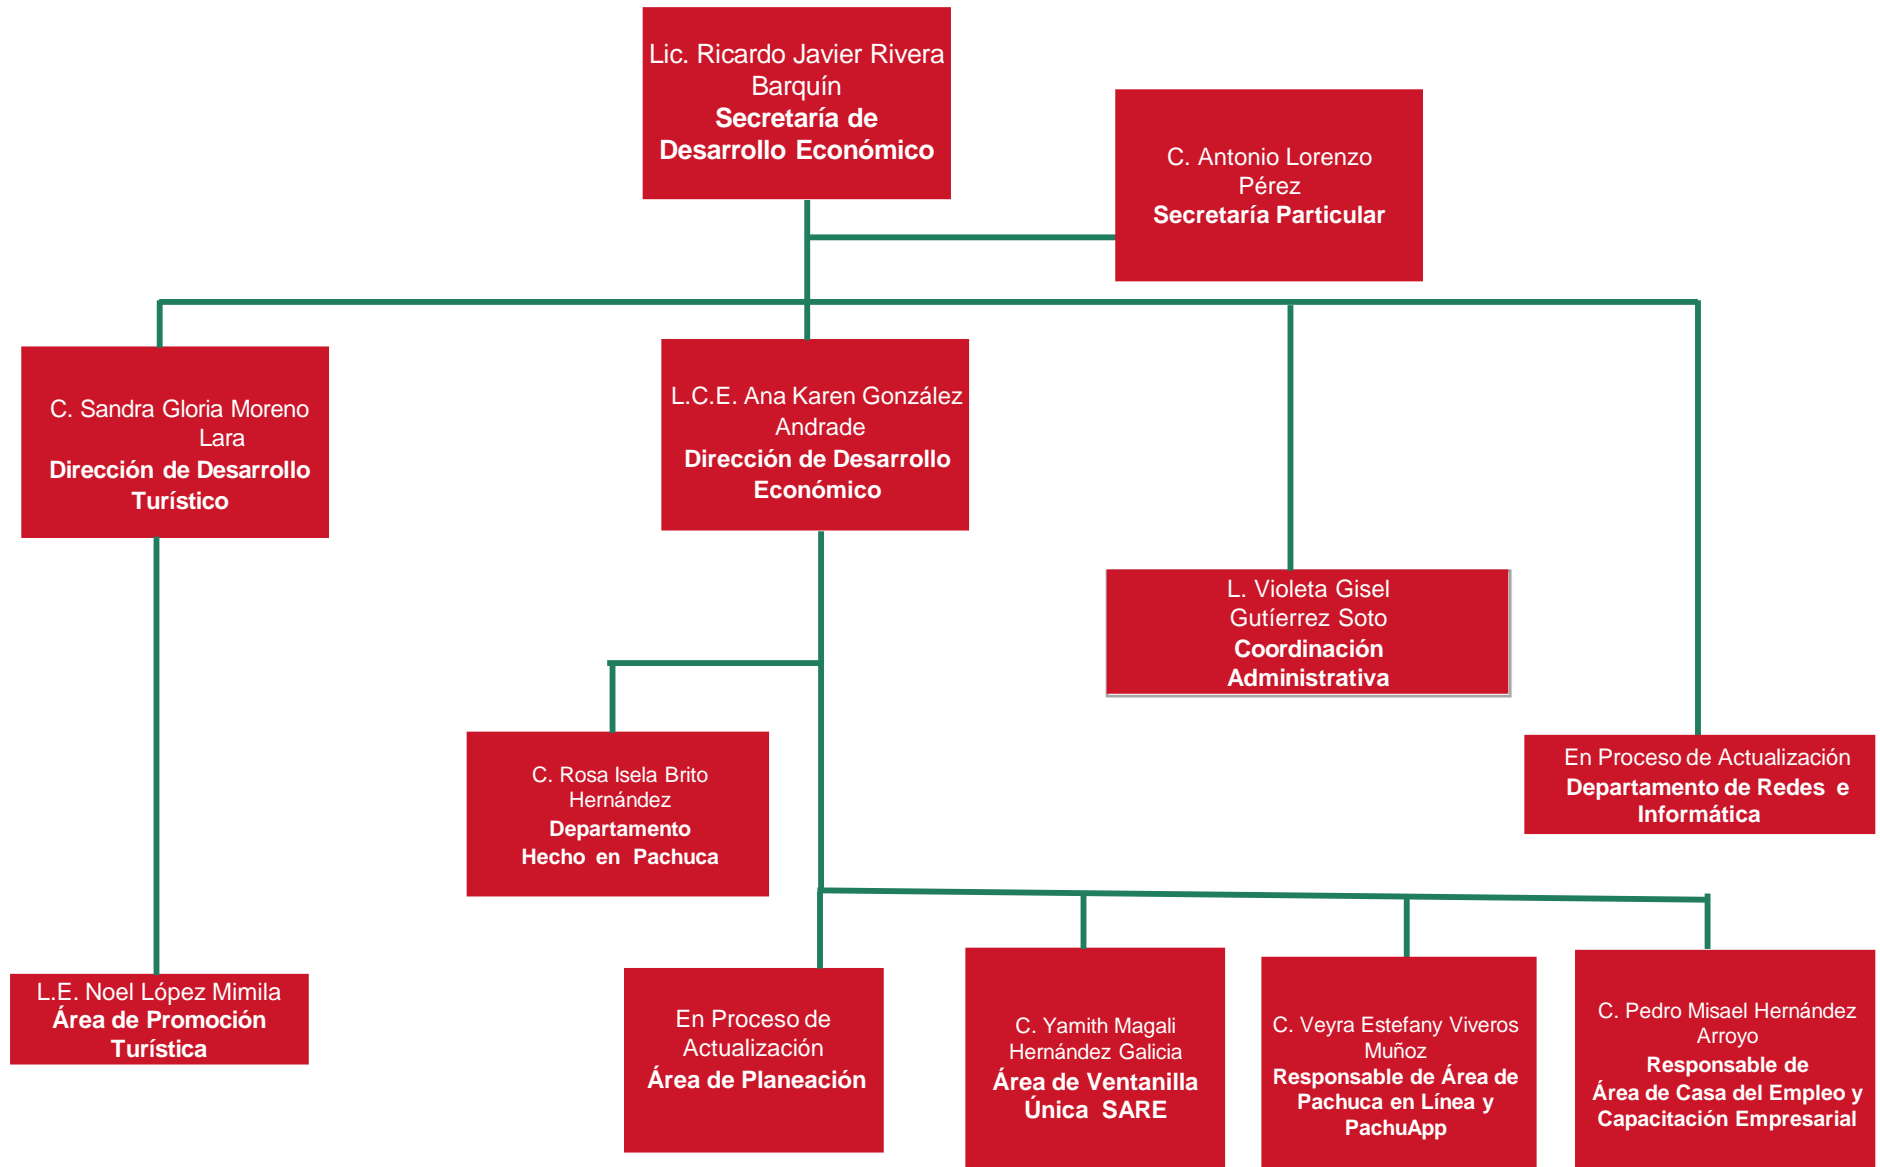 Lic. Ricardo Javier Rivera
Barquín
Secretaría de
Desarrollo Económico
C. Antonio Lorenzo
Pérez
Secretaría Particular
C. Sandra Gloria Moreno
Lara
Dirección de Desarrollo
Turístico
L.C.E. Ana Karen González
Andrade
Dirección de Desarrollo
Económico
L. Violeta Gisel
Gutíerrez Soto
Coordinación
Administrativa
C. Rosa Isela Brito
Hernández
Departamento
Hecho en Pachuca
En Proceso de Actualización
Departamento de Redes e
Informática
L.E. Noel López Mimila
Área de Promoción
Turística
En Proceso de
Actualización
Área de Planeación
C. Yamith Magali
Hernández Galicia
Área de Ventanilla
Única SARE
C. Veyra Estefany Viveros
Muñoz
Responsable de Área de
Pachuca en Línea y
PachuApp
C. Pedro Misael Hernández
Arroyo
Responsable de
Área de Casa del Empleo y
Capacitación Empresarial